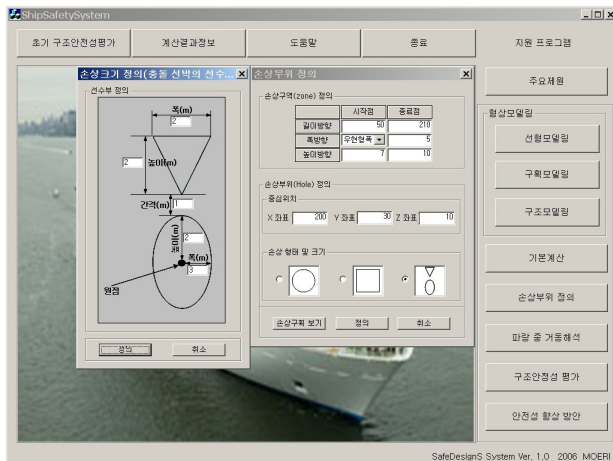 ShipSafetySystem
초기 구조안전성평가 계산결과정보 도움말 종료 지원 프로그램
손상크기 정의(충돌 선박의 선수...
선수부 정의
폭(m)
2
2 높이(m)
간격(m) 1
높이(m)
2
폭(m)
3
원점
정의 취소
손상부위 정의
손상구역(zone) 정의
시작점 종료점
길이방향 50 210
폭방향 우현형폭 5
높이방향 7 10
손상부위(Hole) 정의
중심위치
X 좌표 200 Y 좌표 30 Z 좌표 10
손상 형태 및 크기
손상구획 보기 정의 취소
주요제원
형상모델링
선형모델링
구획모델링
구조모델링
기본계산
손상부위 정의
파랑 중 거동해석
구조안정성 평가
안전성 향상 방안
SafeDesignS System Ver, 1,0 2006 MOERI